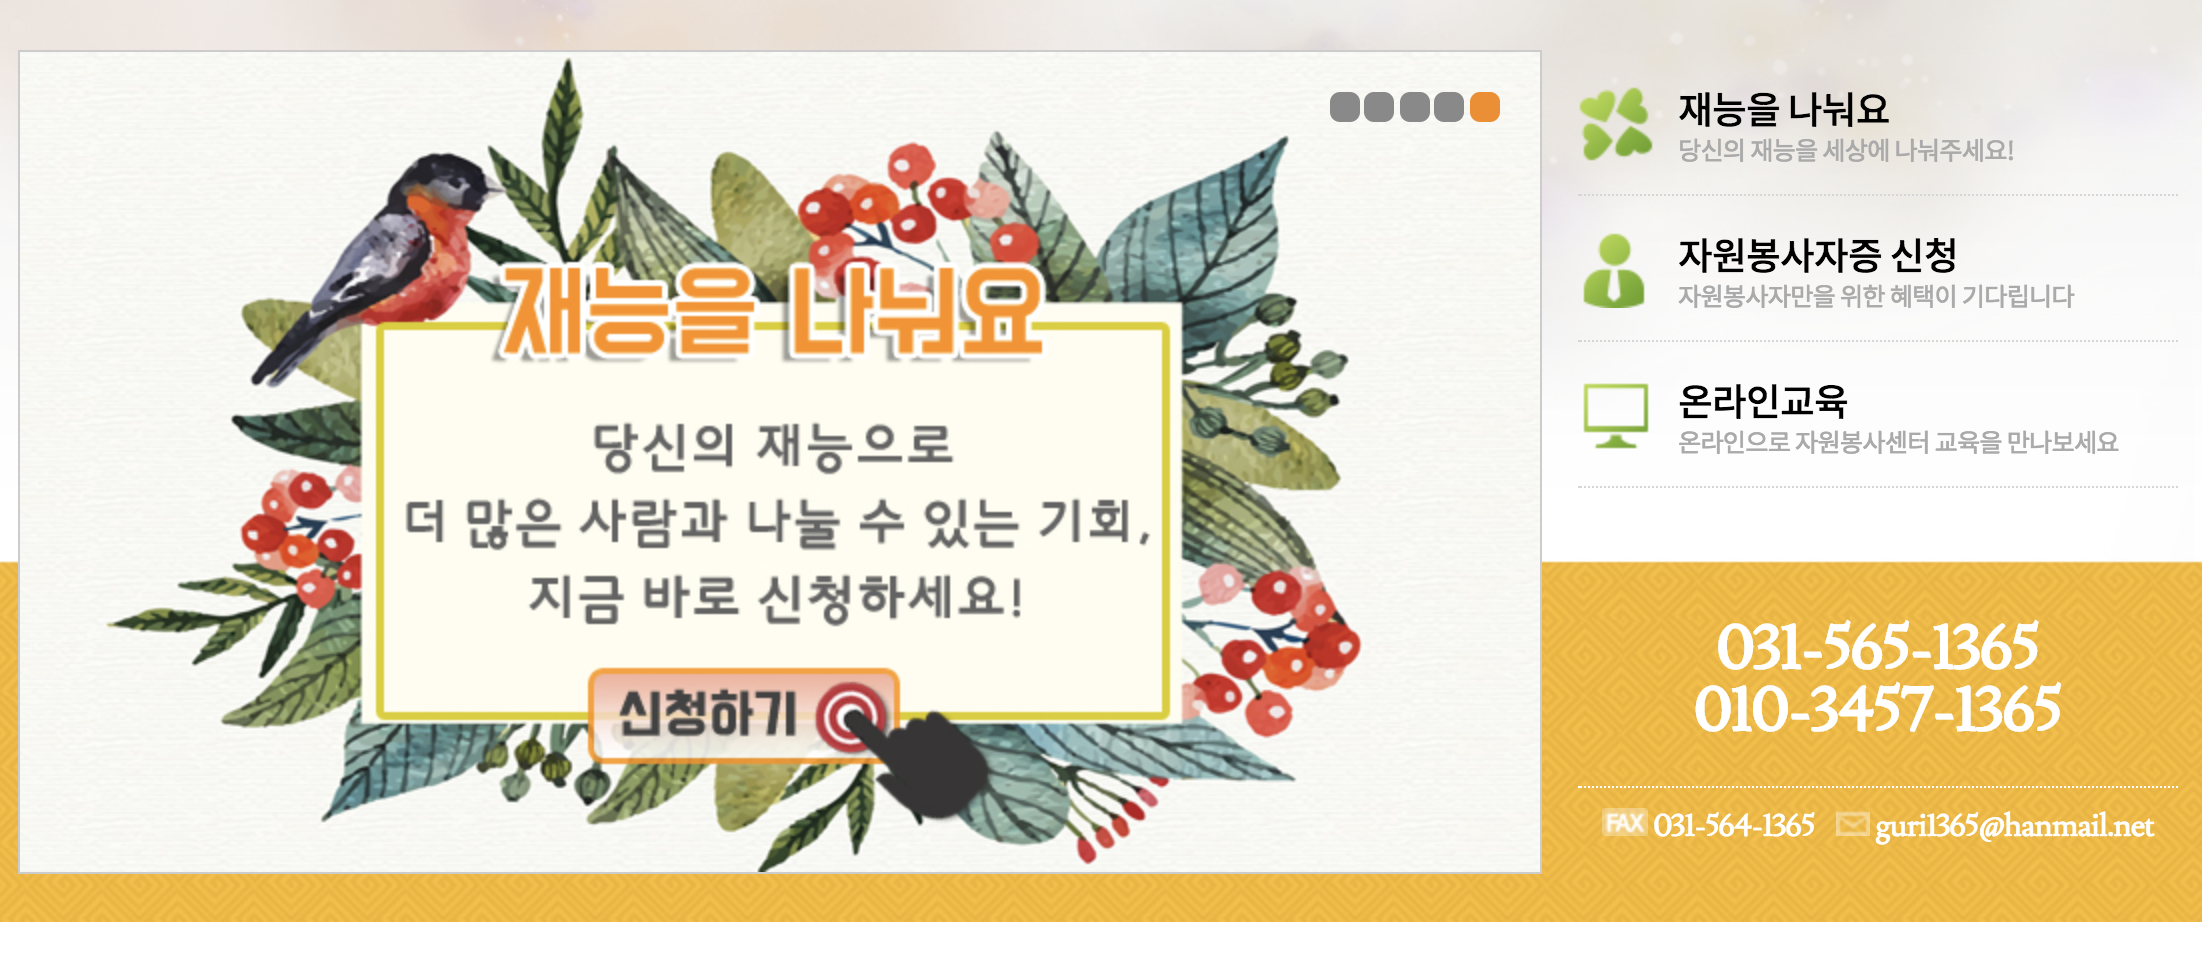 재능을 나눠요
당신의 재능으로
더 많은 사람과 나눌 수 있는 기회,
지금 바로 신청하세요!
신청하기
재능을 나눠요
당신의 재능을 세상에 나눠주세요!
자원봉사자증 신청
자원봉사자만을 위한 혜택이 기다립니다
온라인교육
온라인으로 자원봉사센터 교육을 만나보세요
031-565-1365
010-3457-1365
FAX 031-564-1365 guri1365@hanmail.net